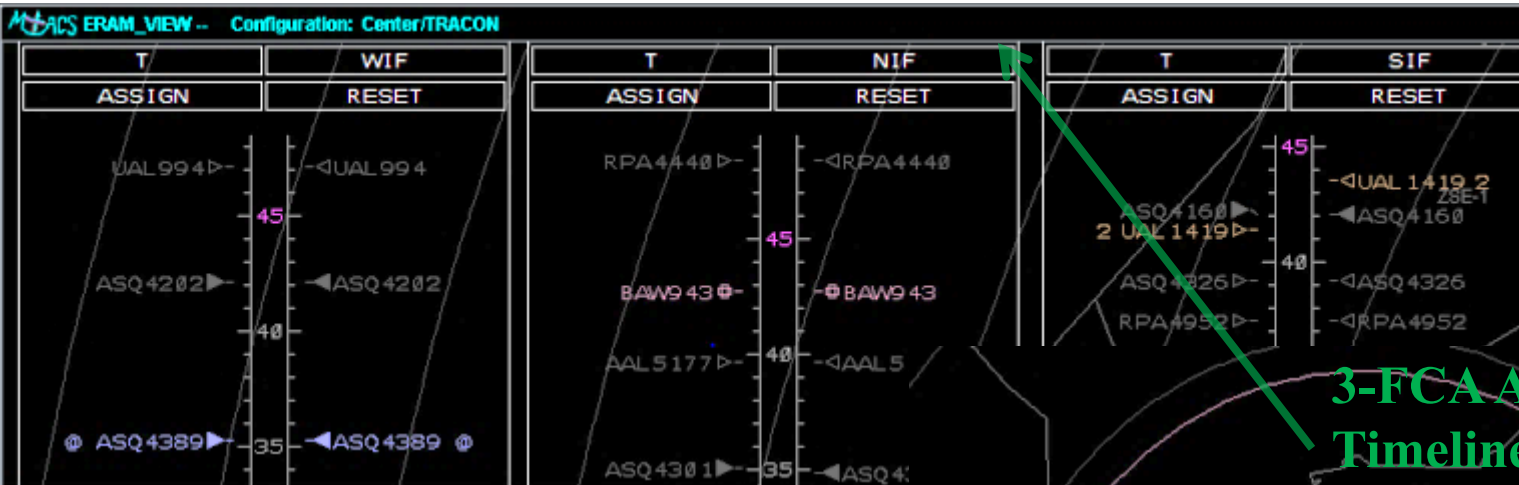 MACS ERAM_VIEW -- Configuration: Center/TRACON
T WIF
ASSIGN RESET
UAL994 UAL994
45
ASQ4202 ASQ4202
40
@ ASQ4389 35 ASQ4389 @
T NIF
ASSIGN RESET
RPA4440 RPA4440
45
BAW943 BAW943
AAL5177 40 AAL5
ASQ4301 35 ASQ4
T SIF
ASSIGN RESET
45
UAL1419 2
ZSE-1
ASQ4160 ASQ4160
2 UAL1419
40
ASQ4326 ASQ4326
RPA4952 RPA4952
3-FCA A
Timeline